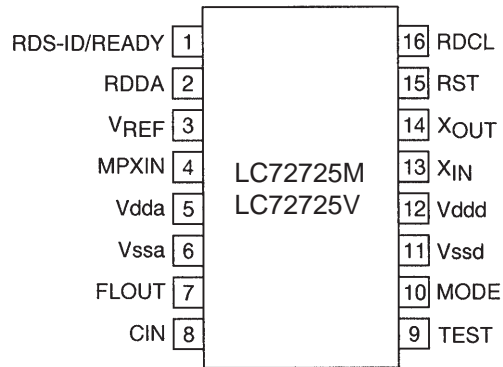 RDS-ID/READY 1 16 RDCL
RDDA 2 15 RST
VREF 3 14 XOUT
MPXIN 4 LC72725M 13 XIN
Vdda 5 LC72725V 12 Vddd
Vssa 6 11 Vssd
FLOUT 7 10 MODE
CIN 8 9 TEST